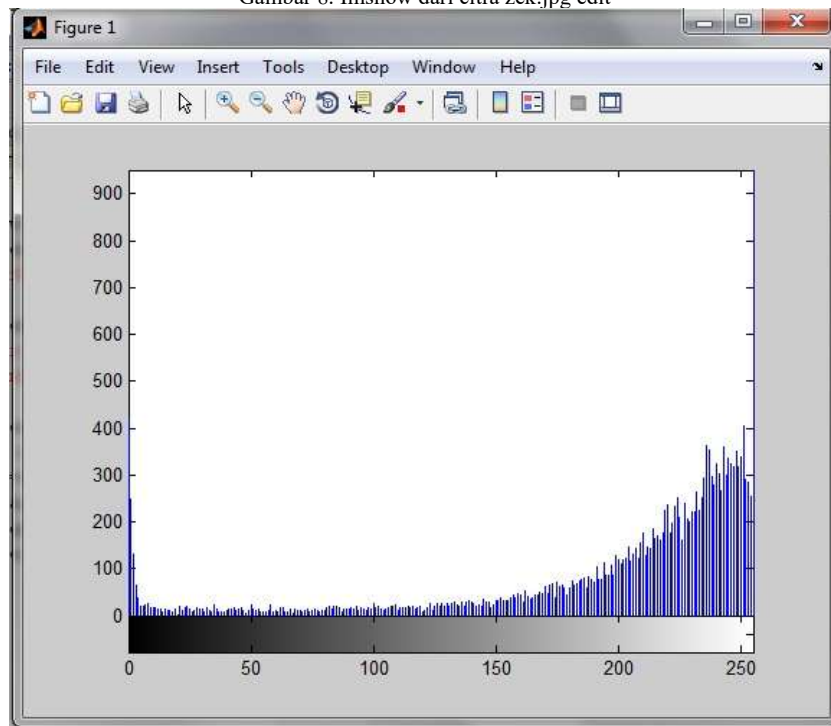 Gambar 8. Imshow dari citra zek.jpg edit
Figure 1
File Edit View Insert Tools Desktop Window Help
900
800
700
600
500
400
300
200
100
0
0 50 100 150 200 250